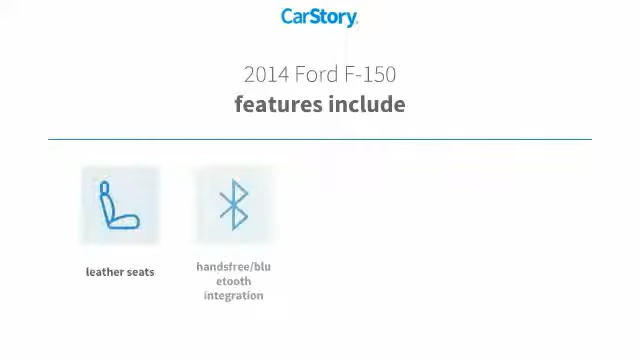 CarStory
2014 Ford F-150
features include
leather seats
handsfree/blu
etooth
integration